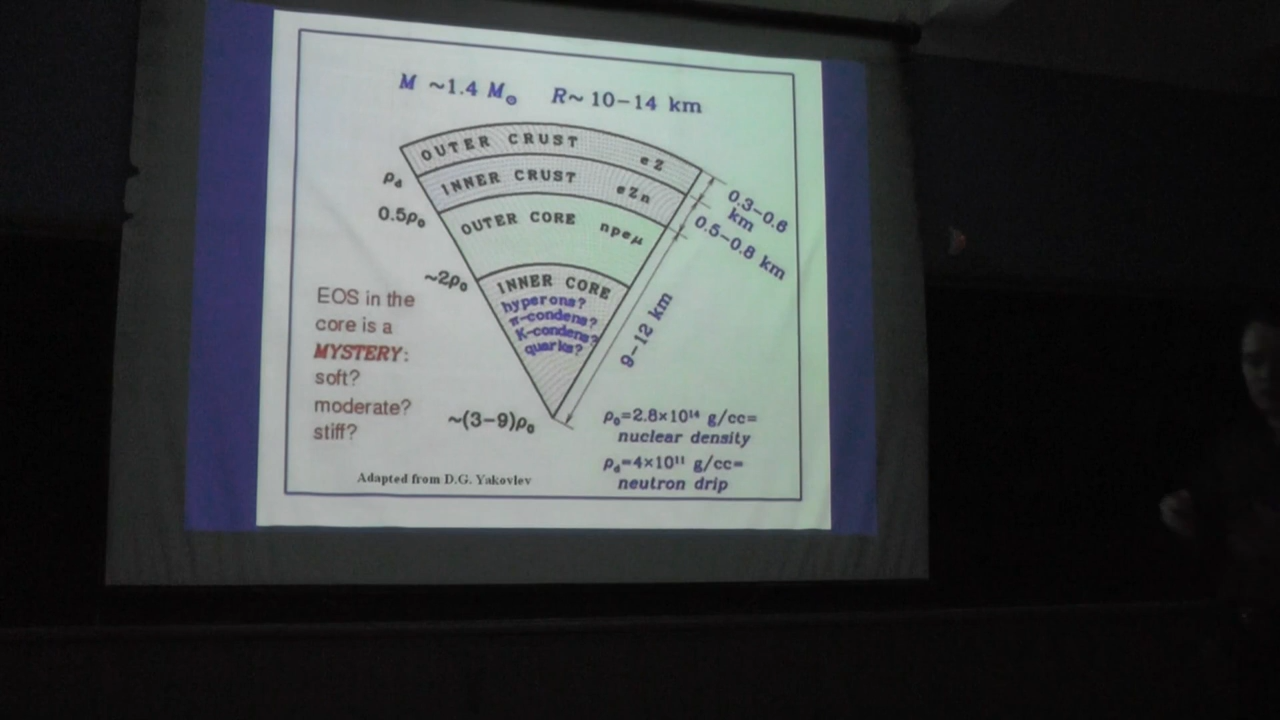 M ~1.4 M⊙ R~ 10-14 km
OUTER CRUST eZ
INNER CRUST eZn
OUTER CORE npeμ
INNER CORE
hyperons?
π-condens?
K-condens?
quarks?
ρd
0.5ρ0
~2ρ0
~(3-9)ρ0
0.3-0.6
km
0.5-0.8 km
9-12 km
EOS in the
core is a
MYSTERY:
soft?
moderate?
stiff?
ρ0=2.8×10¹⁴ g/cc=
nuclear density
ρd=4×10¹¹ g/cc=
neutron drip
Adapted from D.G. Yakovlev